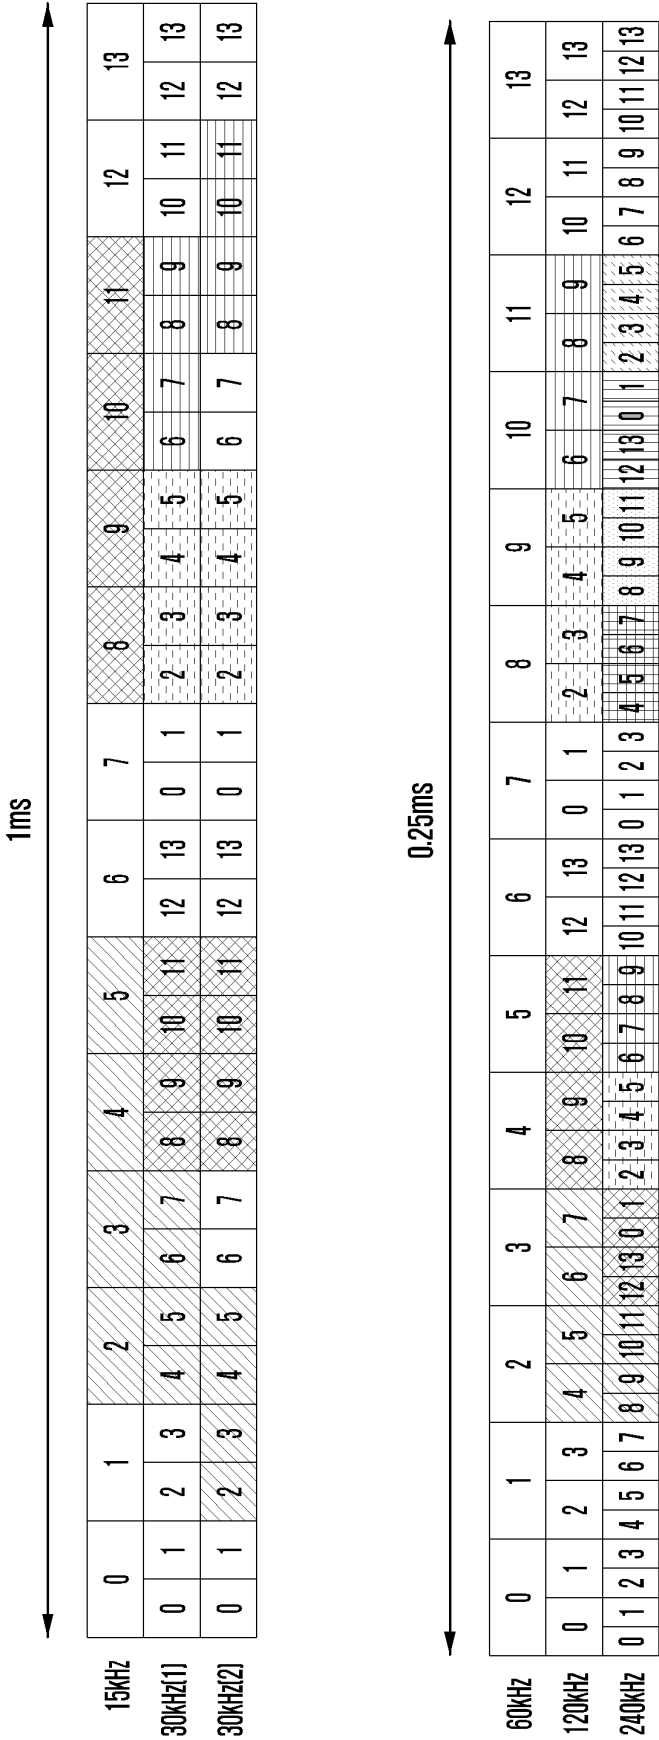 1ms
15kHz 0 1 2 3 4 5 6 7 8 9 10 11 12 13
30kHz(1) 0 1 2 3 4 5 6 7 8 9 10 11 12 13 0 1 2 3 4 5 6 7 8 9 10 11 12 13
30kHz(2) 0 1 2 3 4 5 6 7 8 9 10 11 12 13 0 1 2 3 4 5 6 7 8 9 10 11 12 13
0.25ms
60kHz 0 1 2 3 4 5 6 7 8 9 10 11 12 13
120kHz 0 1 2 3 4 5 6 7 8 9 10 11 12 13 0 1 2 3 4 5 6 7 8 9 10 11 12 13
240kHz 0 1 2 3 4 5 6 7 8 9 10 11 12 13 0 1 2 3 4 5 6 7 8 9 10 11 12 13 0 1 2 3 4 5 6 7 8 9 10 11 12 13 0 1 2 3 4 5 6 7 8 9 10 11 12 13